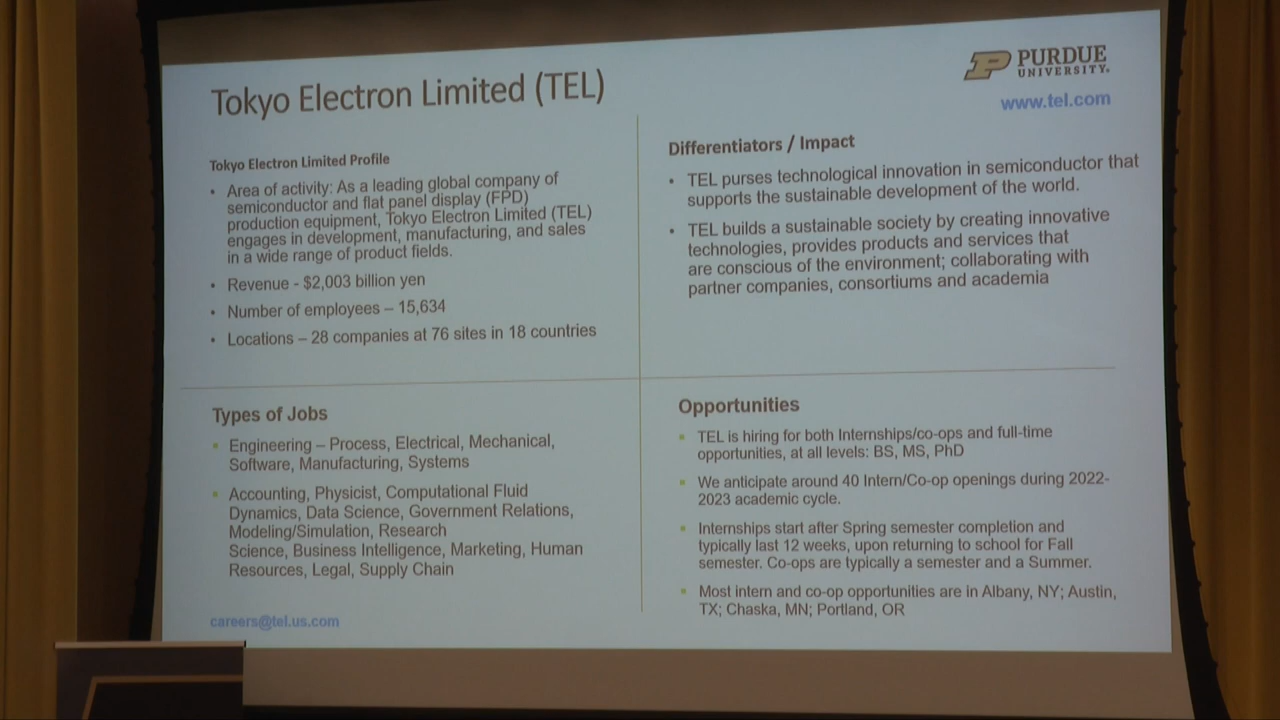 Tokyo Electron Limited (TEL)
PURDUE
UNIVERSITY®
www.tel.com
Tokyo Electron Limited Profile
• Area of activity: As a leading global company of
semiconductor and flat panel display (FPD)
production equipment, Tokyo Electron Limited (TEL)
engages in development, manufacturing, and sales
in a wide range of product fields.
• Revenue - $2,003 billion yen
• Number of employees – 15,634
• Locations – 28 companies at 76 sites in 18 countries
Differentiators / Impact
• TEL purses technological innovation in semiconductor that
supports the sustainable development of the world.
• TEL builds a sustainable society by creating innovative
technologies, provides products and services that
are conscious of the environment; collaborating with
partner companies, consortiums and academia
Types of Jobs
▪ Engineering – Process, Electrical, Mechanical,
Software, Manufacturing, Systems
▪ Accounting, Physicist, Computational Fluid
Dynamics, Data Science, Government Relations,
Modeling/Simulation, Research
Science, Business Intelligence, Marketing, Human
Resources, Legal, Supply Chain
careers@tel.us.com
Opportunities
▪ TEL is hiring for both Internships/co-ops and full-time
opportunities, at all levels: BS, MS, PhD
▪ We anticipate around 40 Intern/Co-op openings during 2022-
2023 academic cycle.
▪ Internships start after Spring semester completion and
typically last 12 weeks, upon returning to school for Fall
semester. Co-ops are typically a semester and a Summer.
▪ Most intern and co-op opportunities are in Albany, NY; Austin,
TX; Chaska, MN; Portland, OR